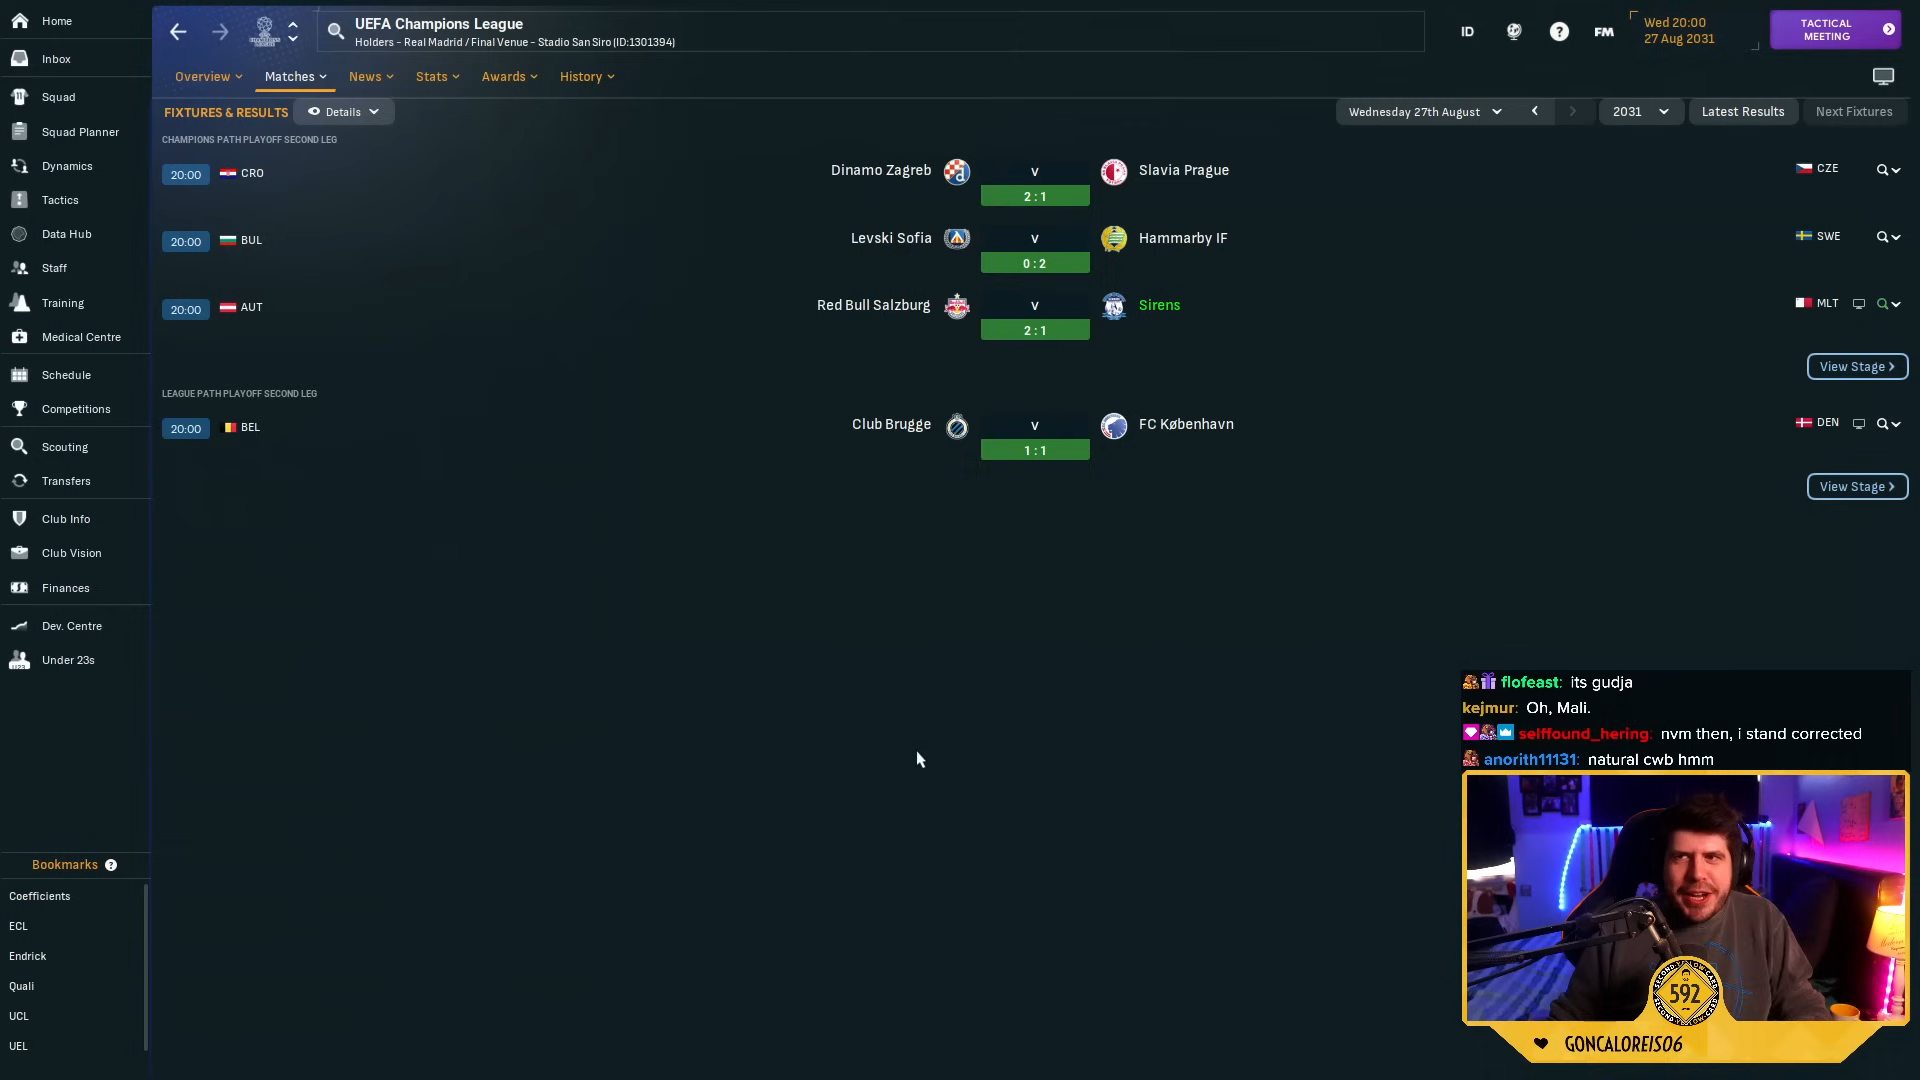 Home
Inbox
Squad
Squad Planner
Dynamics
Tactics
Data Hub
Staff
Training
Medical Centre
Schedule
Competitions
Scouting
Transfers
Club Info
Club Vision
Finances
Dev. Centre
Under 23s
Bookmarks ?
Coefficients
ECL
Endrick
Quali
UCL
UEL
UEFA Champions League
Holders - Real Madrid / Final Venue - Stadio San Siro (ID:1301394)
ID
?
FM
Wed 20:00
27 Aug 2031
TACTICAL
MEETING
Overview Matches News Stats Awards History
FIXTURES & RESULTS Details
Wednesday 27th August 2031 Latest Results Next Fixtures
CHAMPIONS PATH PLAYOFF SECOND LEG
20:00 CRO Dinamo Zagreb v Slavia Prague CZE
2 : 1
20:00 BUL Levski Sofia v Hammarby IF SWE
0 : 2
20:00 AUT Red Bull Salzburg v Sirens MLT
2 : 1
View Stage >
LEAGUE PATH PLAYOFF SECOND LEG
20:00 BEL Club Brugge v FC København DEN
1 : 1
View Stage >
flofeast: its gudja
kejmur: Oh, Mali.
selffound_hering: nvm then, i stand corrected
anorith11131: natural cwb hmm
SECOND YELLOW CARD
592
GONCALOREIS06